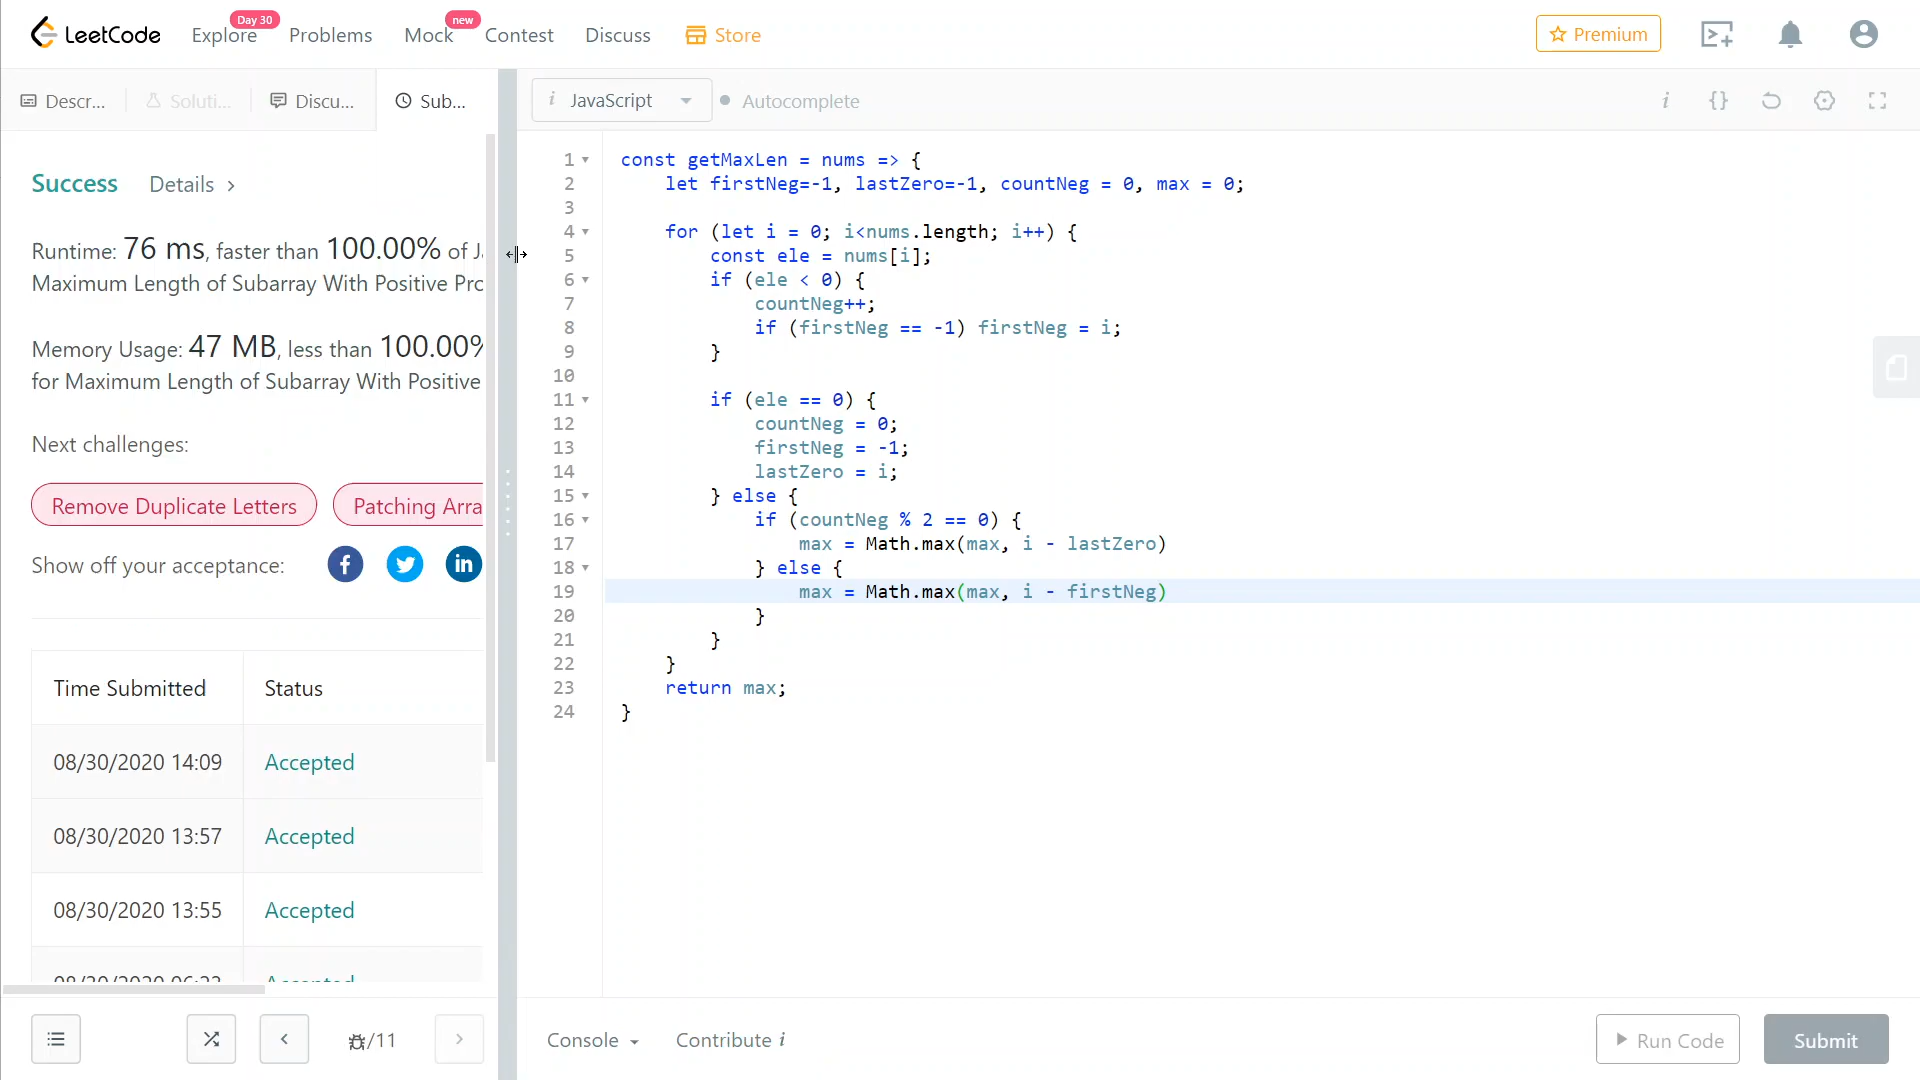 LeetCode Explore Day 30 Problems Mock new Contest Discuss Store Premium
Descr... Soluti... Discu... Sub...
i JavaScript Autocomplete i {}
Success Details >
Runtime: 76 ms, faster than 100.00% of J
Maximum Length of Subarray With Positive Pro
Memory Usage: 47 MB, less than 100.00%
for Maximum Length of Subarray With Positive
Next challenges:
Remove Duplicate Letters Patching Arra
Show off your acceptance: f in
Time Submitted Status
08/30/2020 14:09 Accepted
08/30/2020 13:57 Accepted
08/30/2020 13:55 Accepted
Accepted
/11
1 const getMaxLen = nums => {
2 let firstNeg=-1, lastZero=-1, countNeg = 0, max = 0;
3
4 for (let i = 0; i<nums.length; i++) {
5 const ele = nums[i];
6 if (ele < 0) {
7 countNeg++;
8 if (firstNeg == -1) firstNeg = i;
9 }
10
11 if (ele == 0) {
12 countNeg = 0;
13 firstNeg = -1;
14 lastZero = i;
15 } else {
16 if (countNeg % 2 == 0) {
17 max = Math.max(max, i - lastZero)
18 } else {
19 max = Math.max(max, i - firstNeg)
20 }
21 }
22 }
23 return max;
24 }
Console Contribute i Run Code Submit